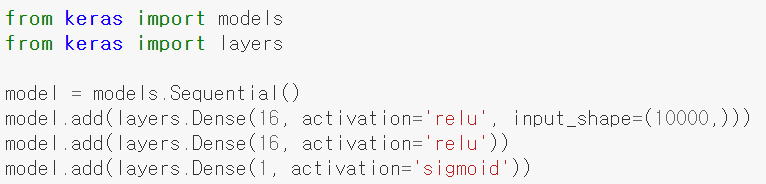 from keras import models
from keras import layers

model = models.Sequential()
model.add(layers.Dense(16, activation='relu', input_shape=(10000,)))
model.add(layers.Dense(16, activation='relu'))
model.add(layers.Dense(1, activation='sigmoid'))